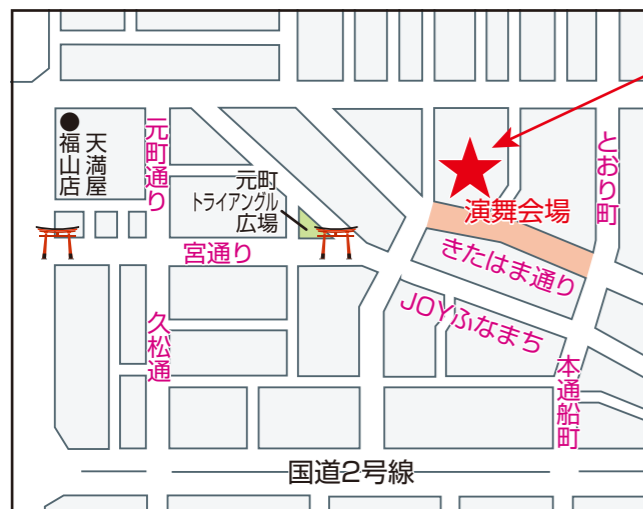 天満屋
福山店
元町通り
元町
トライアングル
広場
宮通り
久松通
演舞会場
とおり町
きたはま通り
JOYふなまち
本通船町
国道2号線